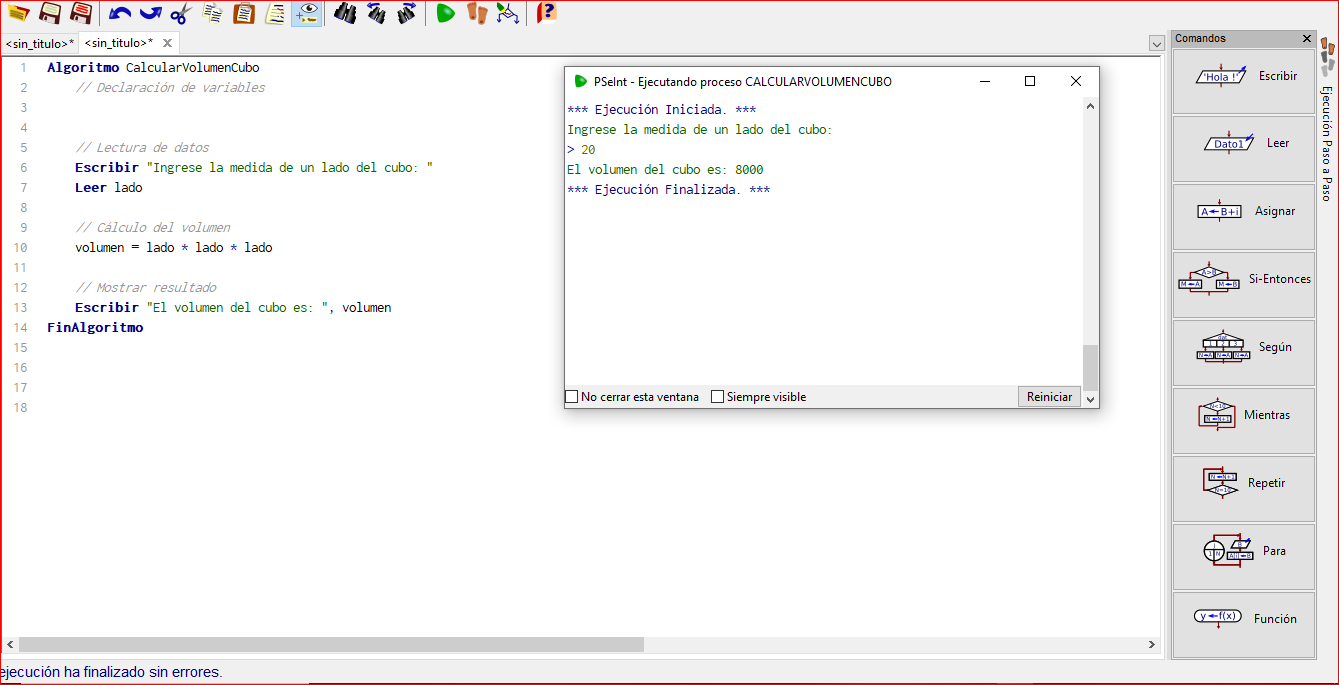 <sin_titulo>*
<sin_titulo>*
1 Algoritmo CalcularVolumenCubo
2 // Declaración de variables
3
4
5 // Lectura de datos
6 Escribir "Ingrese la medida de un lado del cubo: "
7 Leer lado
8
9 // Cálculo del volumen
10 volumen = lado * lado * lado
11
12 // Mostrar resultado
13 Escribir "El volumen del cubo es: ", volumen
14 FinAlgoritmo
15
16
17
18
PSeInt - Ejecutando proceso CALCULARVOLUMENCUBO
*** Ejecución Iniciada. ***
Ingrese la medida de un lado del cubo:
> 20
El volumen del cubo es: 8000
*** Ejecución Finalizada. ***
No cerrar esta ventana
Siempre visible
Reiniciar
Comandos
'Hola !' Escribir
Dato1 Leer
A←B+i Asignar
A>B
M←A M←B
Si-Entonces
Según
Mientras
Repetir
Para
y←f(x) Función
Ejecución Paso a Paso
ejecución ha finalizado sin errores.